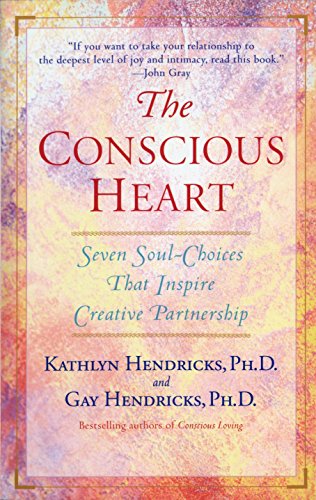 "If you want to take your relationship to
the deepest level of joy and intimacy, read this book."
—John Gray
The
CONSCIOUS
HEART
Seven Soul-Choices
That Inspire
Creative Partnership
KATHLYN HENDRICKS, PH.D.
and
GAY HENDRICKS, PH.D.
Bestselling authors of Conscious Loving